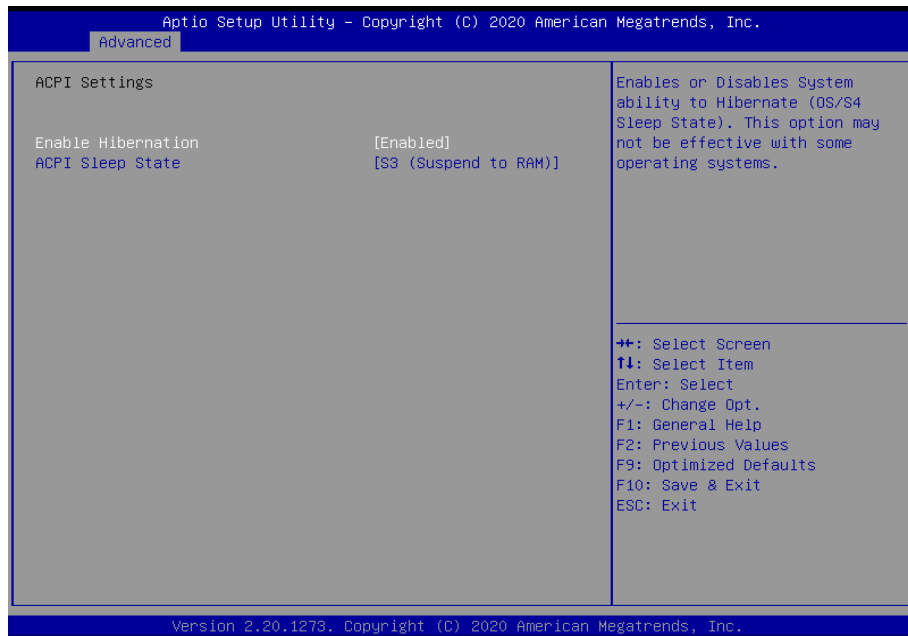 Aptio Setup Utility – Copyright (C) 2020 American Megatrends, Inc.
Advanced
ACPI Settings
Enable Hibernation [Enabled]
ACPI Sleep State [S3 (Suspend to RAM)]
Enables or Disables System
ability to Hibernate (OS/S4
Sleep State). This option may
not be effective with some
operating systems.
→←: Select Screen
↑↓: Select Item
Enter: Select
+/-: Change Opt.
F1: General Help
F2: Previous Values
F9: Optimized Defaults
F10: Save & Exit
ESC: Exit
Version 2.20.1273. Copyright (C) 2020 American Megatrends, Inc.